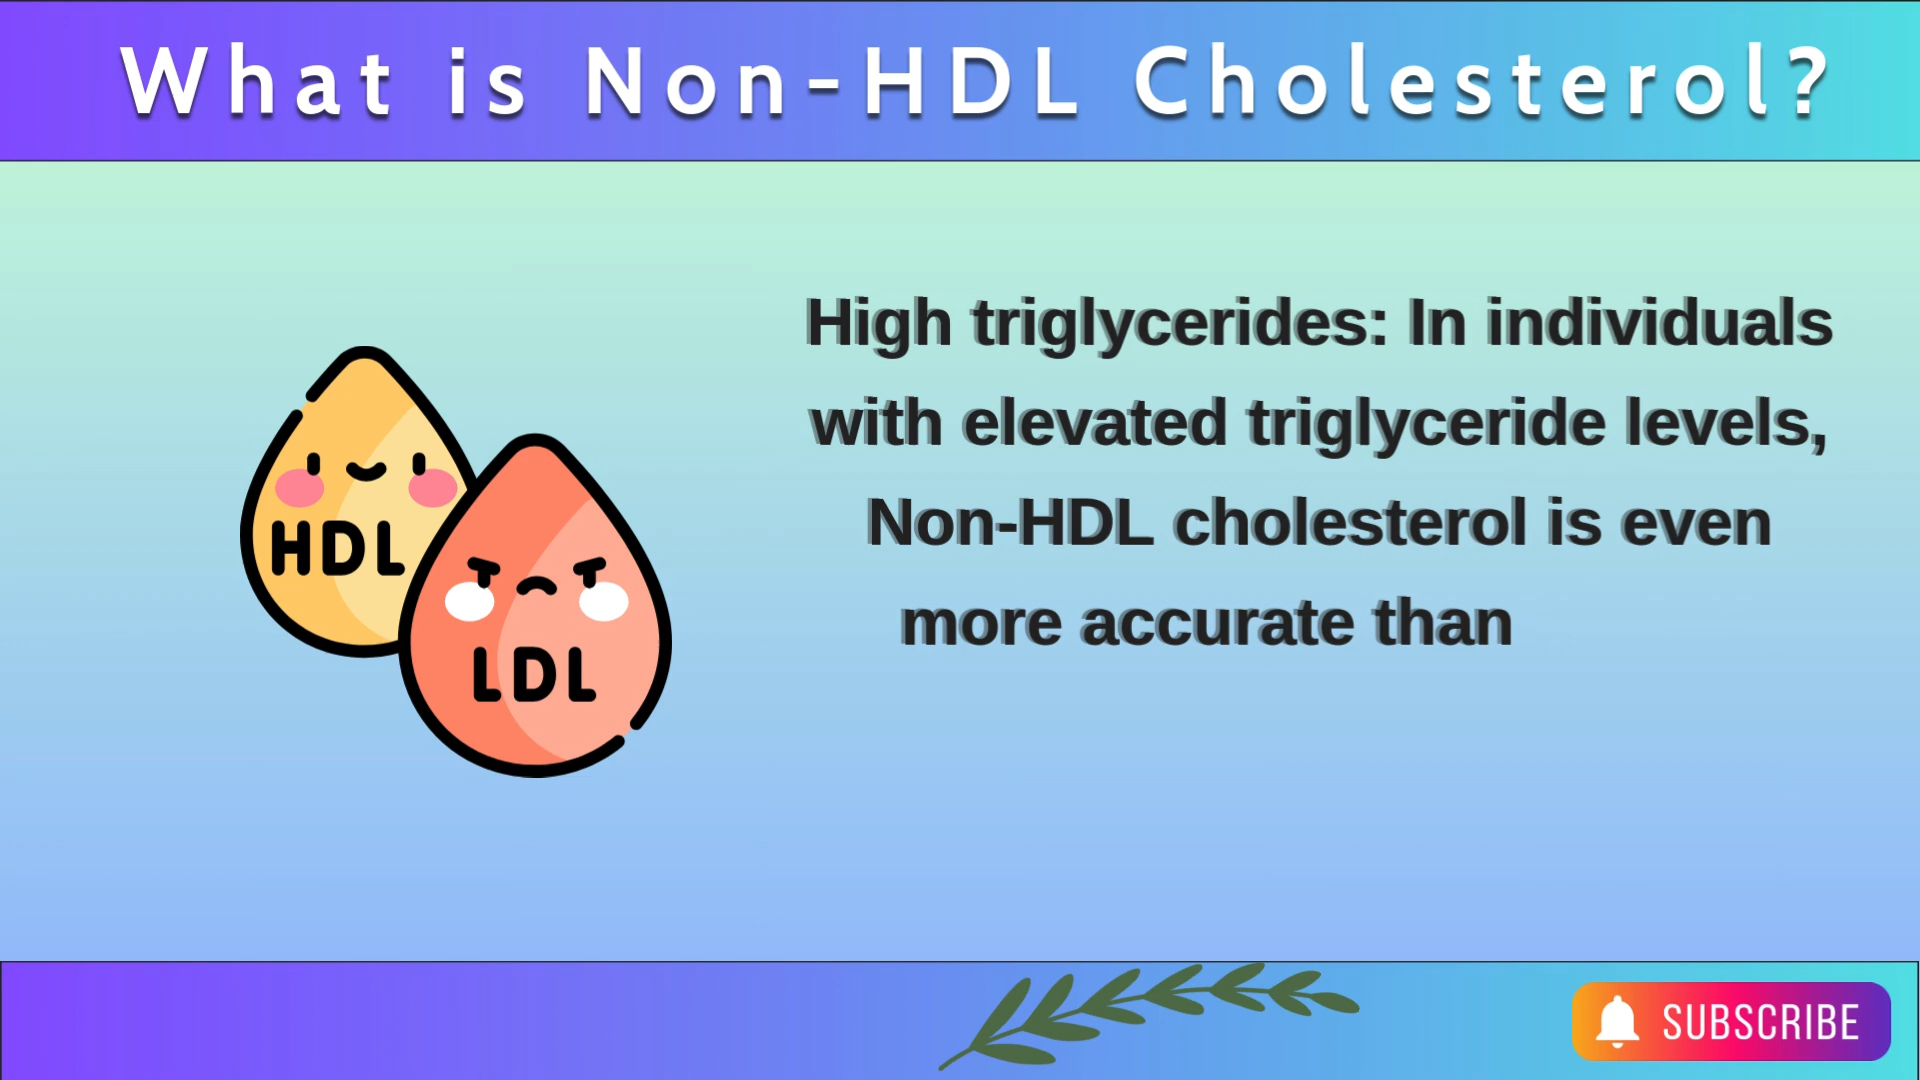 What is Non-HDL Cholesterol?
High triglycerides: In individuals
with elevated triglyceride levels,
Non-HDL cholesterol is even
more accurate than
HDL
LDL
SUBSCRIBE